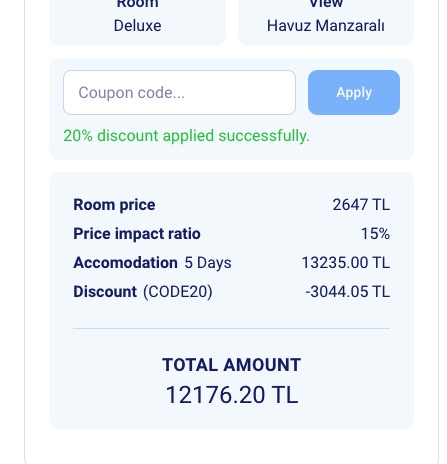 Room
View
Deluxe
Havuz Manzaralı
Coupon code...
Apply
20% discount applied successfully.
Room price 2647 TL
Price impact ratio 15%
Accomodation 5 Days 13235.00 TL
Discount (CODE20) -3044.05 TL
TOTAL AMOUNT
12176.20 TL